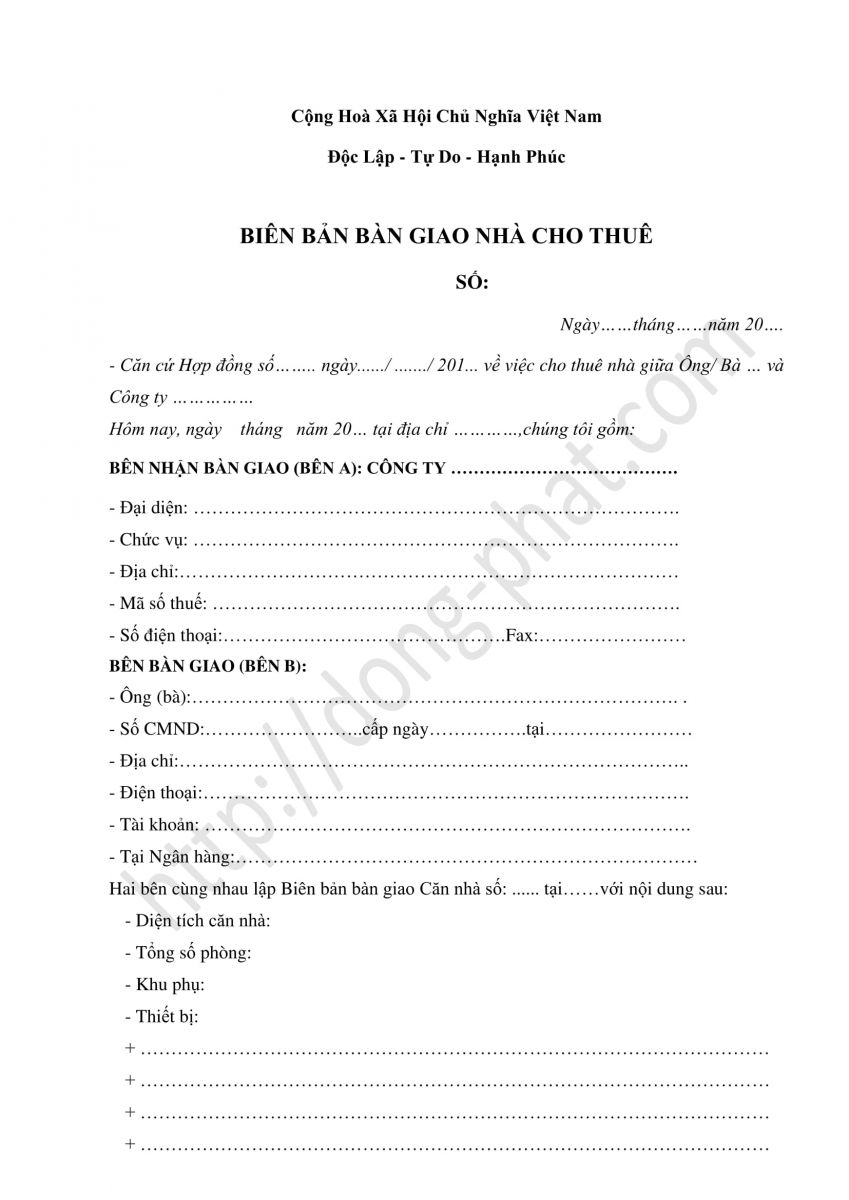 Cộng Hoà Xã Hội Chủ Nghĩa Việt Nam
Độc Lập - Tự Do - Hạnh Phúc
BIÊN BẢN BÀN GIAO NHÀ CHO THUÊ
SỐ:
Ngày……tháng……năm 20….
- Căn cứ Hợp đồng số…….. ngày....../ ......./ 201... về việc cho thuê nhà giữa Ông/ Bà ... và
Công ty ……………
Hôm nay, ngày tháng năm 20… tại địa chỉ …………,chúng tôi gồm:
BÊN NHẬN BÀN GIAO (BÊN A): CÔNG TY ………………………………….
- Đại diện: …………………………………………………………………….
- Chức vụ: …………………………………………………………………….
- Địa chỉ:………………………………………………………………………
- Mã số thuế: ………………………………………………………………….
- Số điện thoại:……………………………………….Fax:……………………
BÊN BÀN GIAO (BÊN B):
- Ông (bà):……………………………………………………………………. .
- Số CMND:……………………..cấp ngày…………….tại……………………
- Địa chỉ:………………………………………………………………………..
- Điện thoại:…………………………………………………………………….
- Tài khoản: …………………………………………………………………….
- Tại Ngân hàng:…………………………………………………………………
Hai bên cùng nhau lập Biên bản bàn giao Căn nhà số: ...... tại……với nội dung sau:
- Diện tích căn nhà:
- Tổng số phòng:
- Khu phụ:
- Thiết bị:
+ …………………………………………………………………………………………
+ …………………………………………………………………………………………
+ …………………………………………………………………………………………
+ …………………………………………………………………………………………
http://dong-phat.com